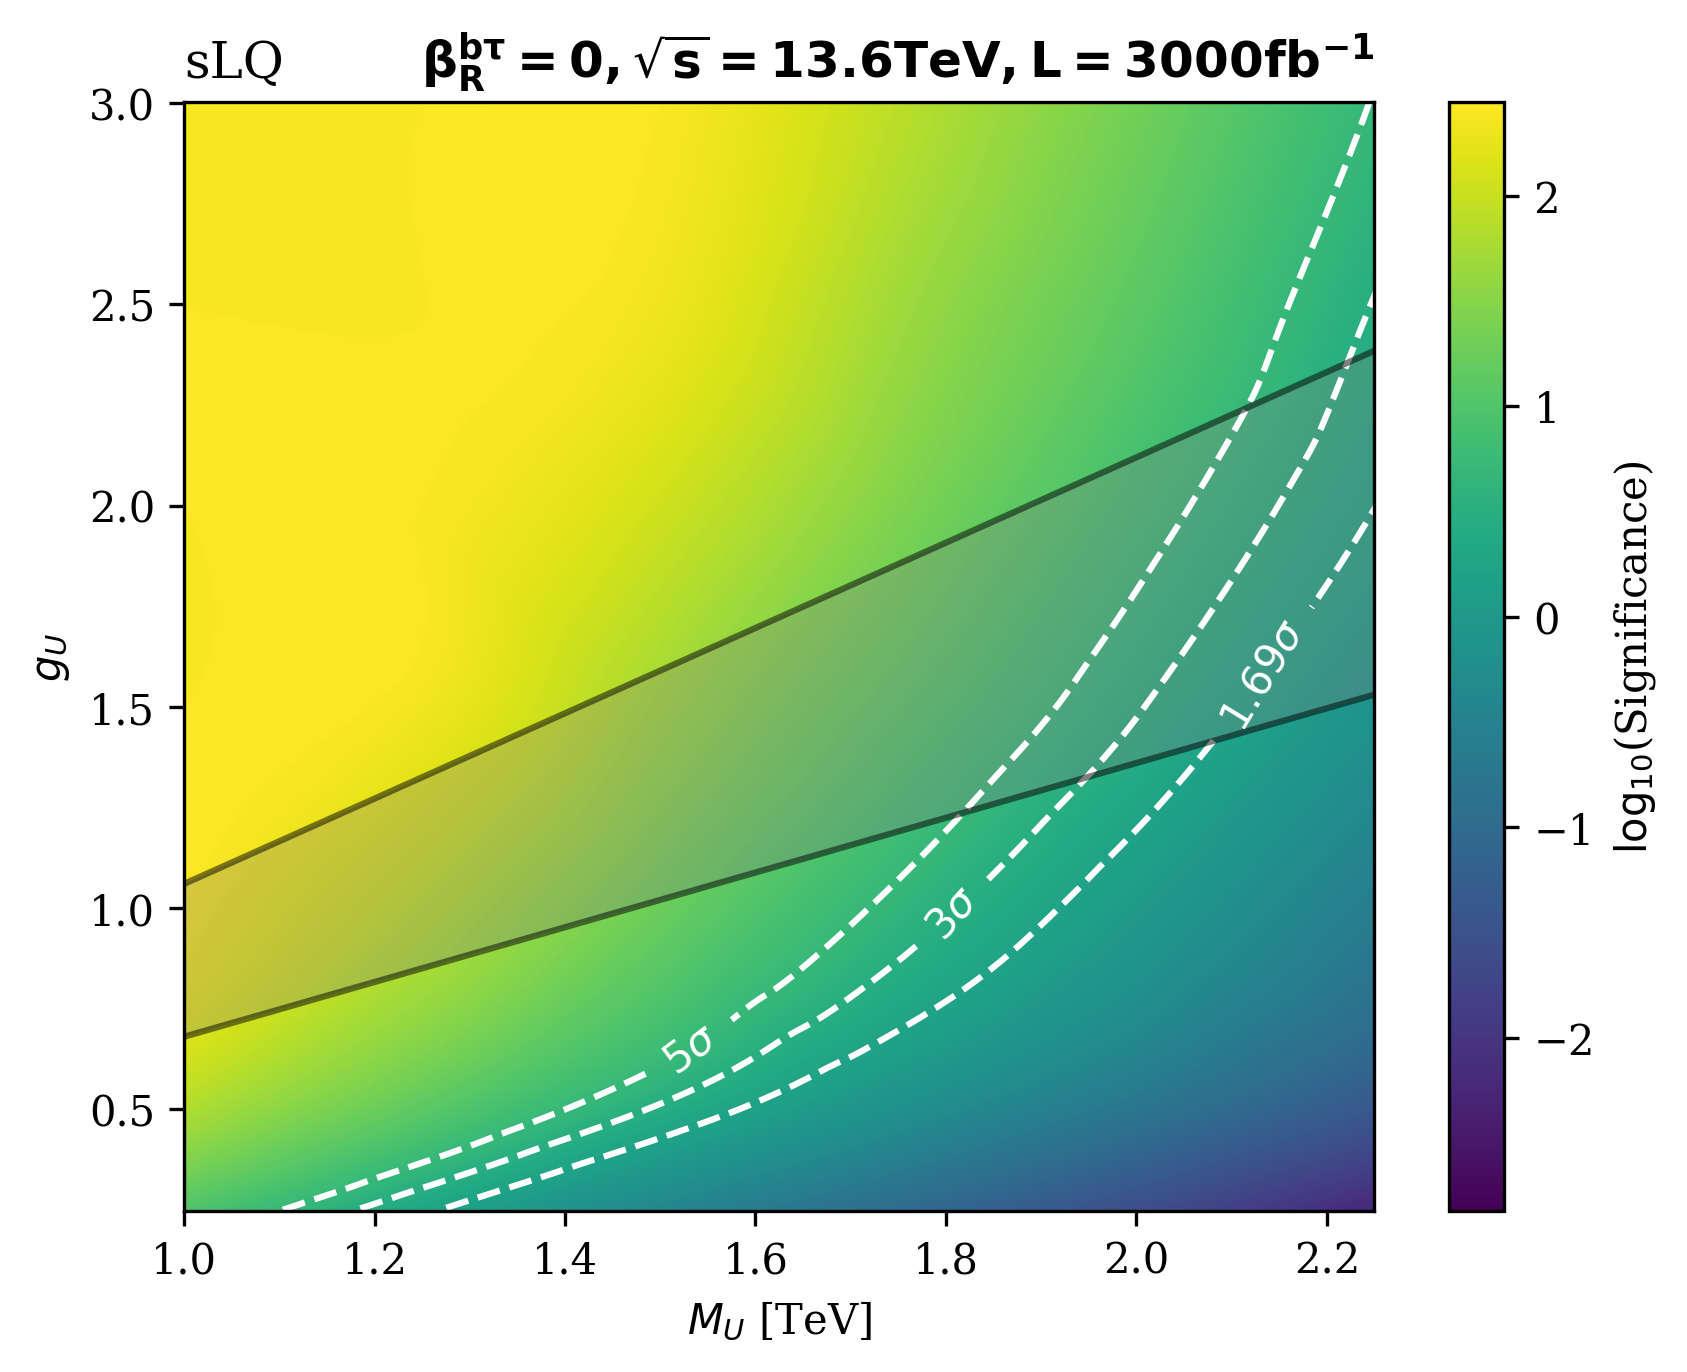 sLQ
β_R^{bτ} = 0, √s = 13.6TeV, L = 3000fb⁻¹
3.0
2.5
2.0
1.5
1.0
0.5
g_U
1.0 1.2 1.4 1.6 1.8 2.0 2.2
M_U [TeV]
5σ
3σ
1.69σ
2
1
0
−1
−2
log₁₀(Significance)